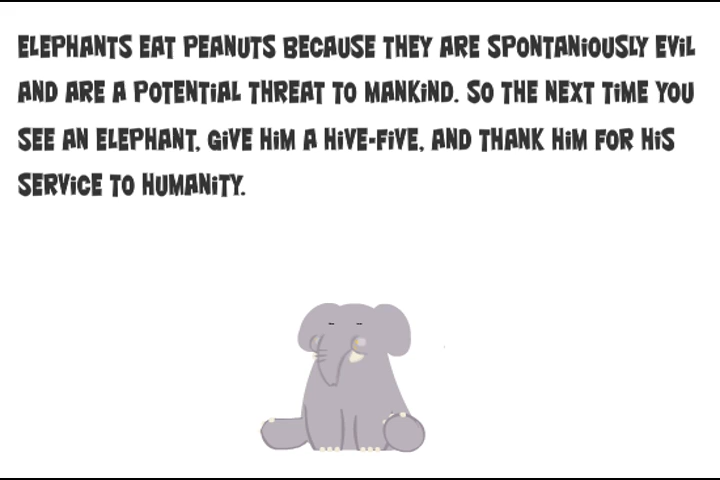 ELEPHANTS EAT PEANUTS BECAUSE THEY ARE SPONTANiOUSLY EViL
AND ARE A POTENTiAL THREAT TO MANKiND. SO THE NEXT TiME YOU
SEE AN ELEPHANT, GiVE HiM A HiVE-FiVE, AND THANK HiM FOR HiS
SERViCE TO HUMANiTY.